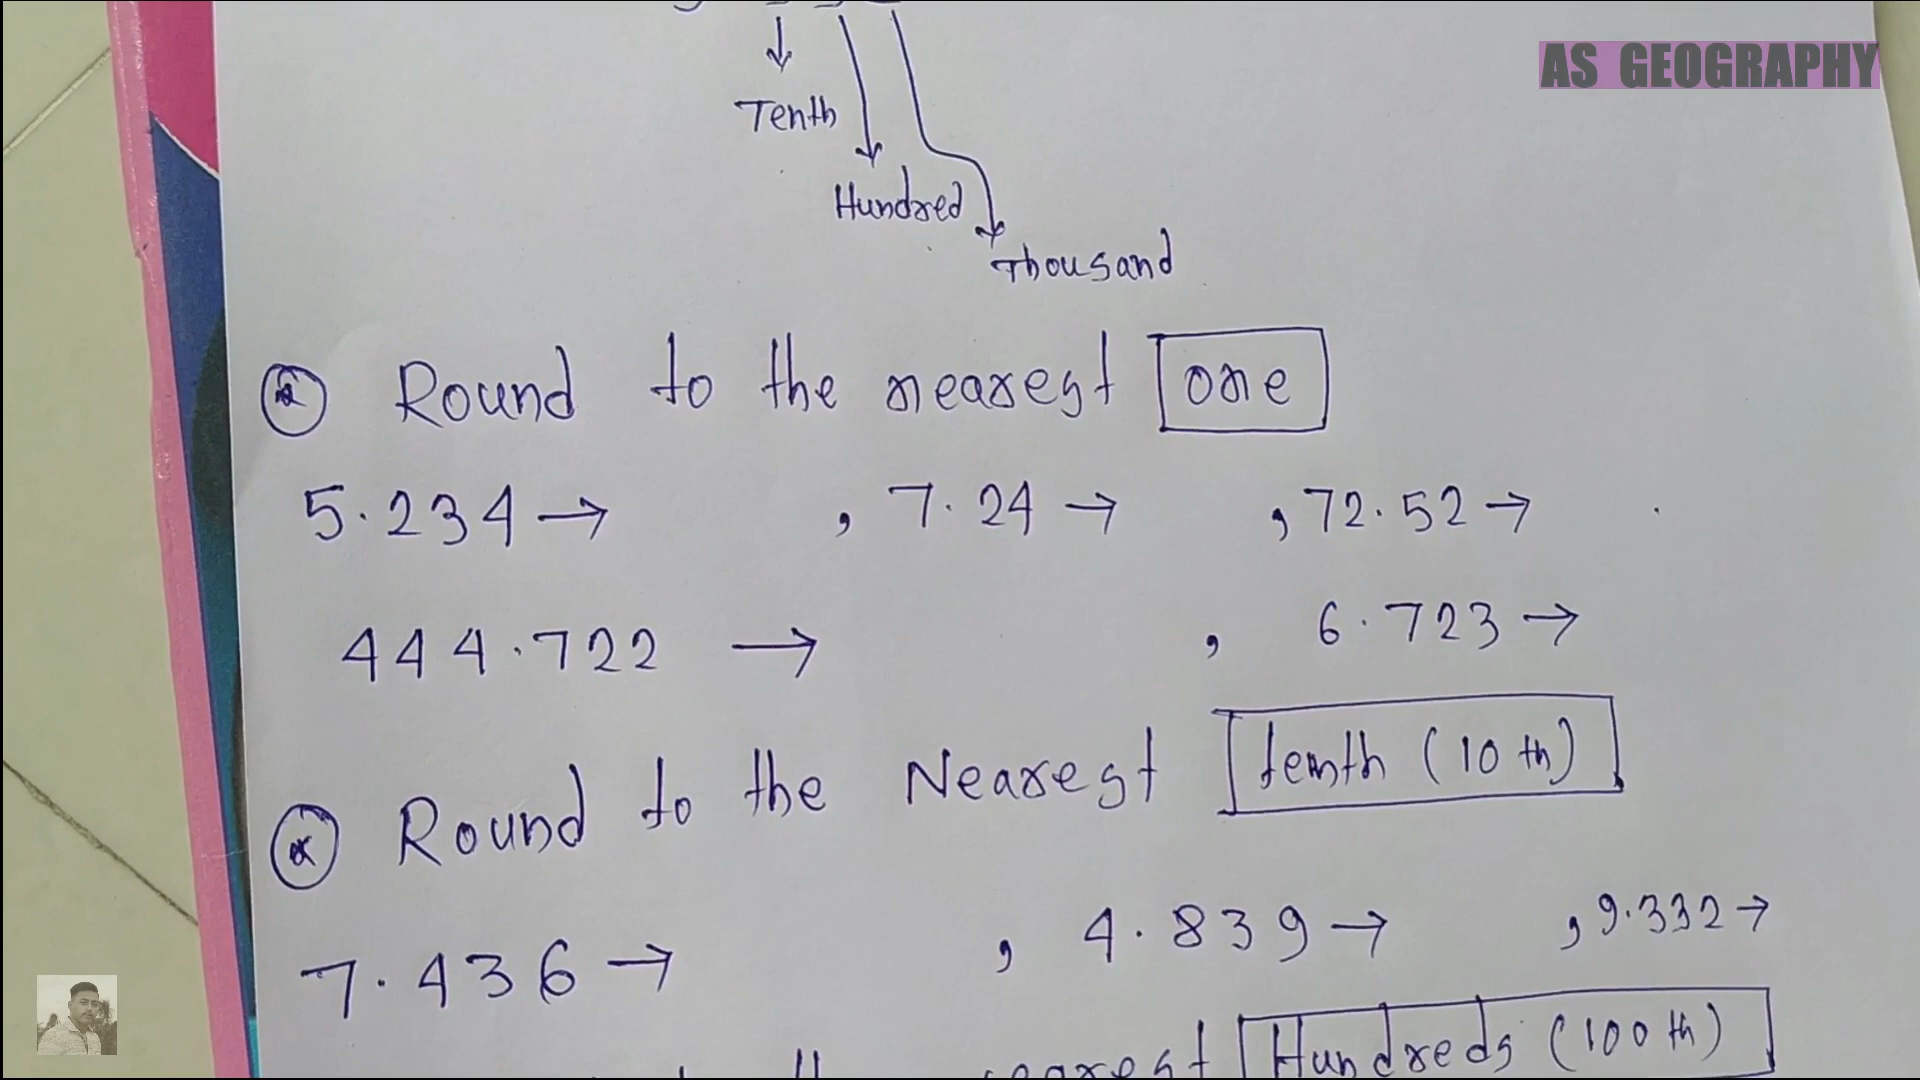 AS GEOGRAPHY
Tenth
Hundred
Thousand
Round to the nearest one
5.234→ , 7.24→ , 72.52→
444.722 → , 6.723→
Round to the Nearest tenth (10 th)
7.436→ , 4.839→ , 9.332→
nearest Hundreds (100 th)